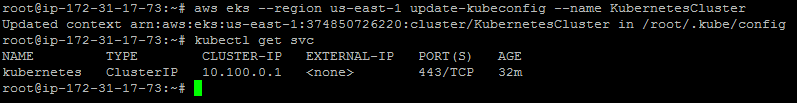 root@ip-172-31-17-73:~# aws eks --region us-east-1 update-kubeconfig --name KubernetesCluster
Updated context arn:aws:eks:us-east-1:374850726220:cluster/KubernetesCluster in /root/.kube/config
root@ip-172-31-17-73:~# kubectl get svc
NAME         TYPE        CLUSTER-IP   EXTERNAL-IP   PORT(S)   AGE
kubernetes   ClusterIP   10.100.0.1   <none>        443/TCP   32m
root@ip-172-31-17-73:~#